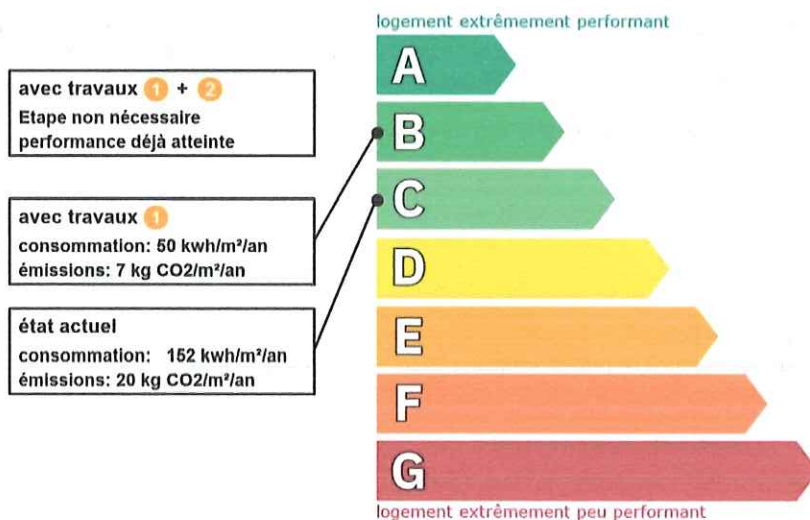 logement extrêmement performant
avec travaux 1 + 2
Etape non nécessaire
performance déjà atteinte
avec travaux 1
consommation: 50 kwh/m²/an
émissions: 7 kg CO2/m²/an
état actuel
consommation: 152 kwh/m²/an
émissions: 20 kg CO2/m²/an
A
B
C
D
E
F
G
logement extrêmement peu performant